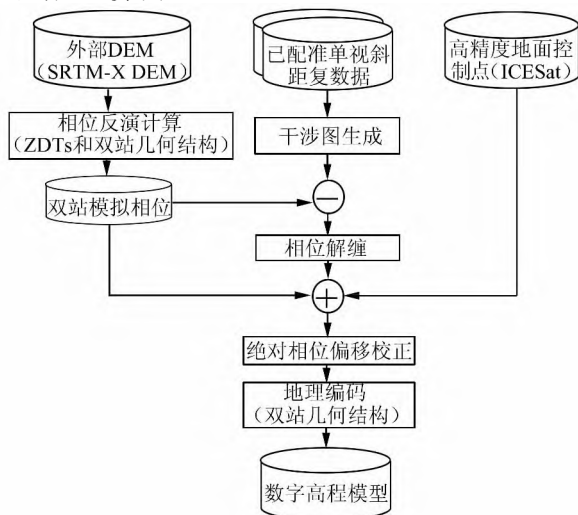 外部DEM
（SRTM-X DEM）
已配准单视斜
距复数据
高精度地面控
制点（ICESat）
相位反演计算
（ZDTs和双站几何结构）
干涉图生成
双站模拟相位
−
相位解缠
+
绝对相位偏移校正
地理编码
（双站几何结构）
数字高程模型